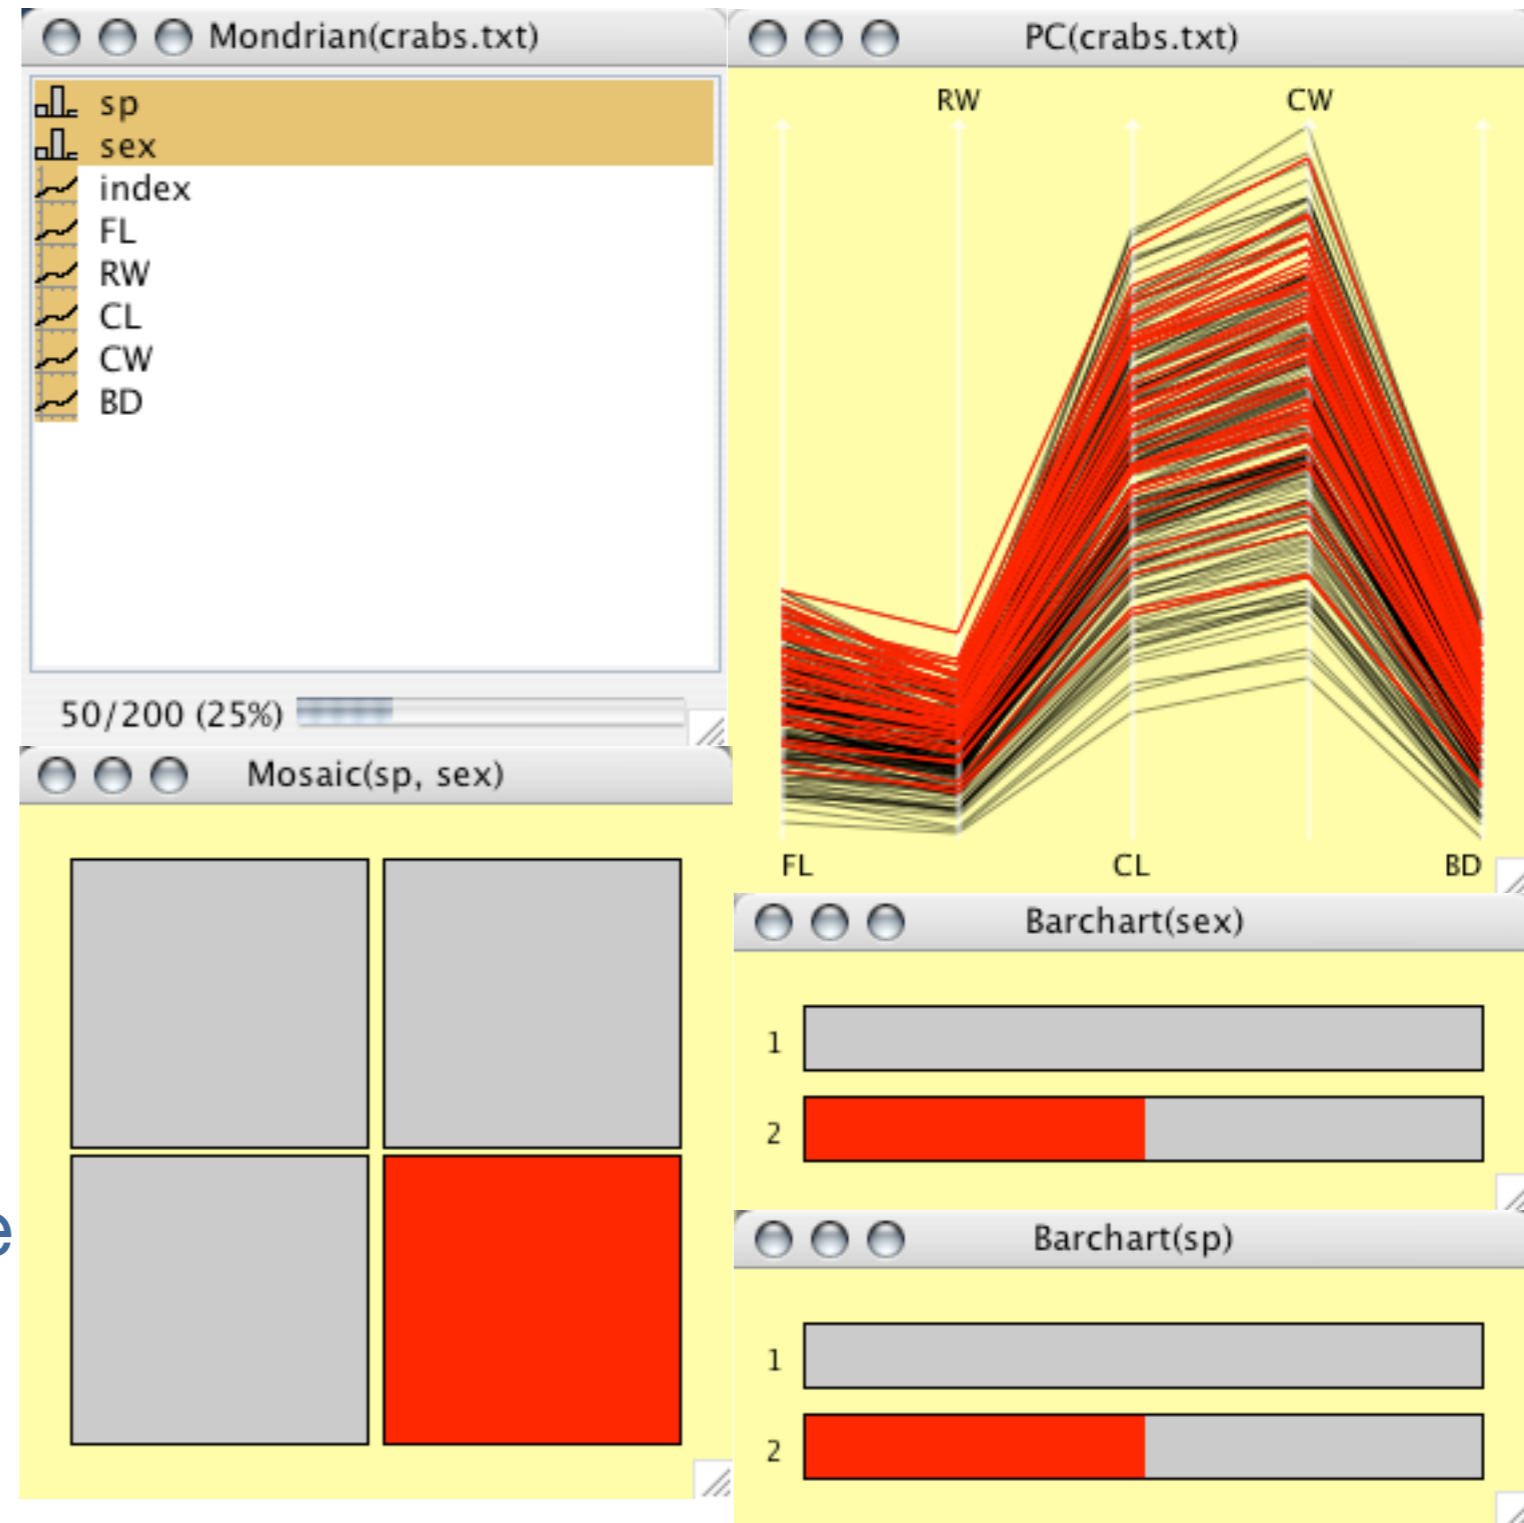 Mondrian(crabs.txt)
sp
sex
index
FL
RW
CL
CW
BD
50/200 (25%)
PC(crabs.txt)
RW CW
FL CL BD
Mosaic(sp, sex)
e
Barchart(sex)
1
2
Barchart(sp)
1
2